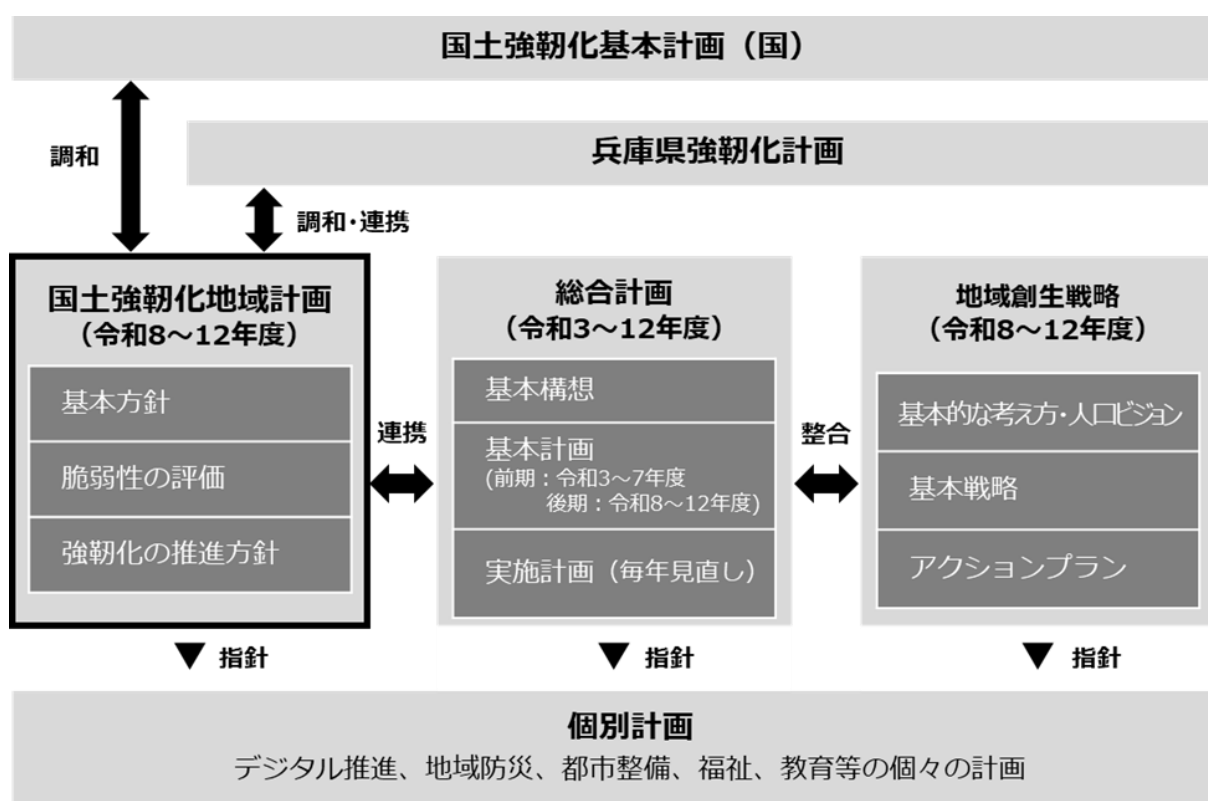 国土強靭化基本計画（国）
兵庫県強靭化計画
調和
調和・連携
国土強靭化地域計画
（令和8～12年度）
基本方針
脆弱性の評価
強靭化の推進方針
連携
総合計画
（令和3～12年度）
基本構想
基本計画
(前期：令和3～7年度
後期：令和8～12年度)
実施計画（毎年見直し）
整合
地域創生戦略
（令和8～12年度）
基本的な考え方・人口ビジョン
基本戦略
アクションプラン
▼ 指針
▼ 指針
▼ 指針
個別計画
デジタル推進、地域防災、都市整備、福祉、教育等の個々の計画